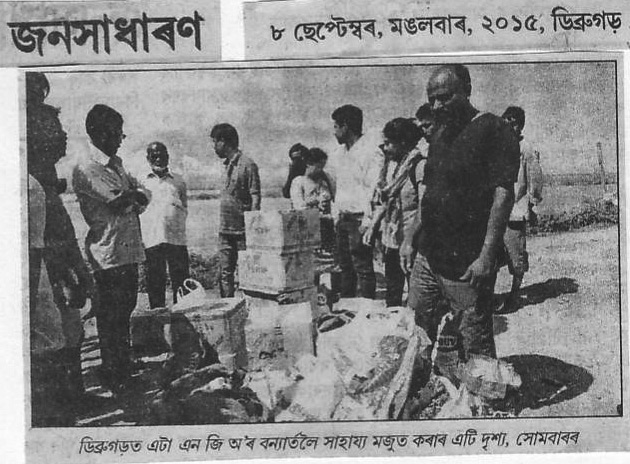 জনসাধাৰণ
৮ ছেপ্টেম্বৰ, মঙলবাৰ, ২০১৫, ডিব্ৰুগড়
ডিব্ৰুগড়ত এটা এন জি অ'ৰ বন্যাৰ্তলৈ সাহায্য মজুত কৰাৰ এটি দৃশ্য, সোমবাৰৰ